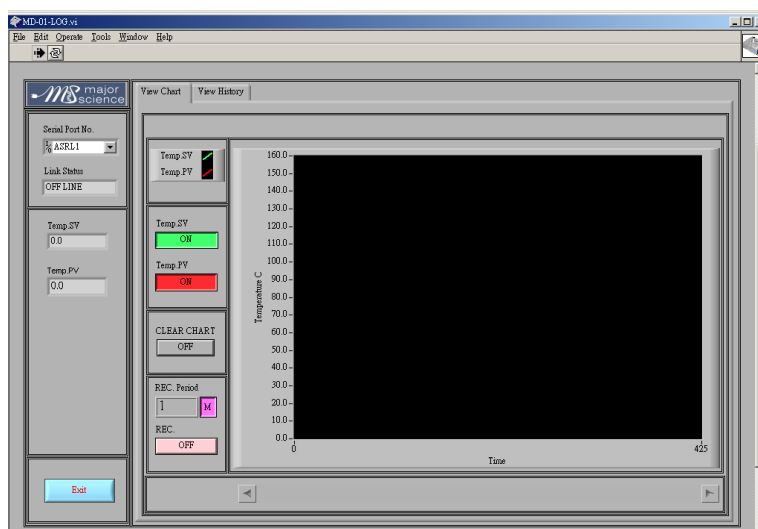 MD-01-LOG.vi
File Edit Operate Tools Window Help
MS major science
View Chart View History
Serial Port No.
ASRL1
Link Status
OFF LINE
Temp.SV
0.0
Temp.PV
0.0
Exit
Temp.SV
Temp.PV
Temp.SV
ON
Temp.PV
ON
CLEAR CHART
OFF
REC. Period
1 M
REC.
OFF
Temperature C
160.0
150.0
140.0
130.0
120.0
110.0
100.0
90.0
80.0
70.0
60.0
50.0
40.0
30.0
20.0
10.0
0.0
0 425
Time